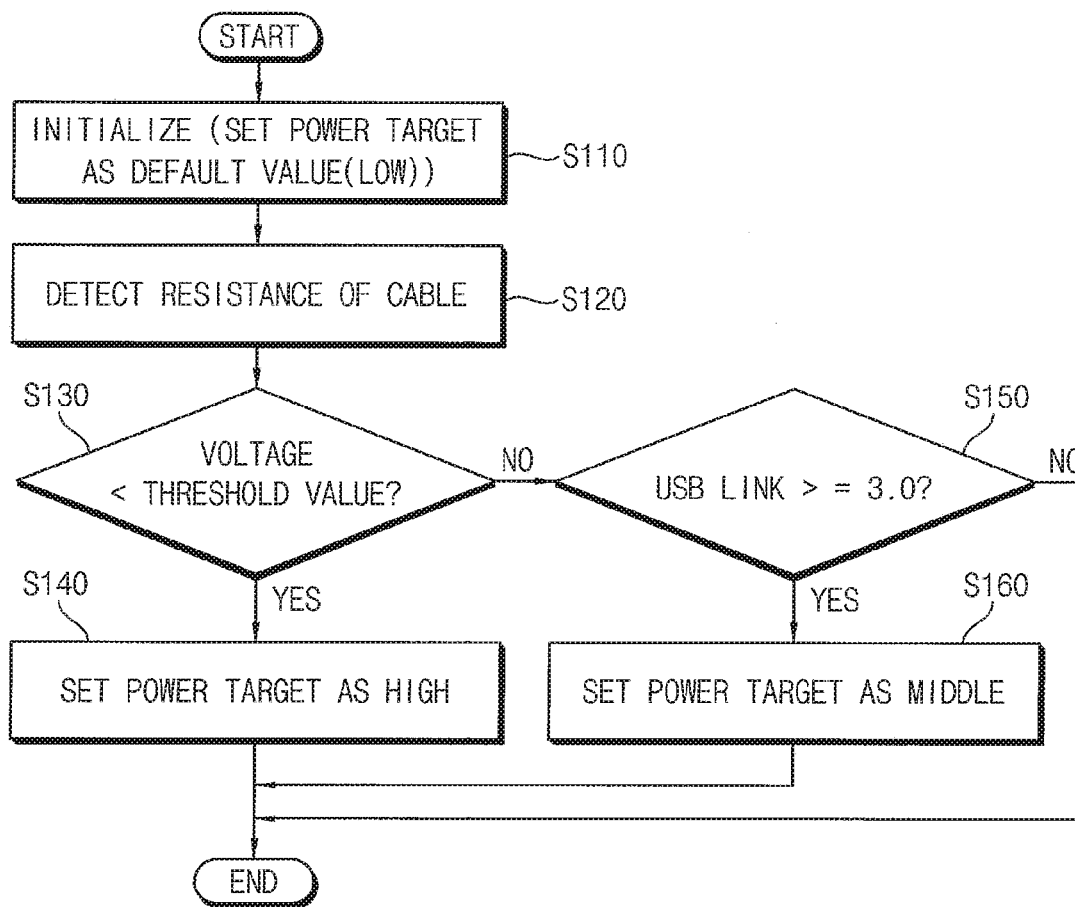 START
INITIALIZE (SET POWER TARGET
AS DEFAULT VALUE(LOW))
S110
DETECT RESISTANCE OF CABLE
S120
S130
VOLTAGE
< THRESHOLD VALUE?
NO
S150
USB LINK > = 3.0?
NO
S140
YES
SET POWER TARGET AS HIGH
S160
YES
SET POWER TARGET AS MIDDLE
END